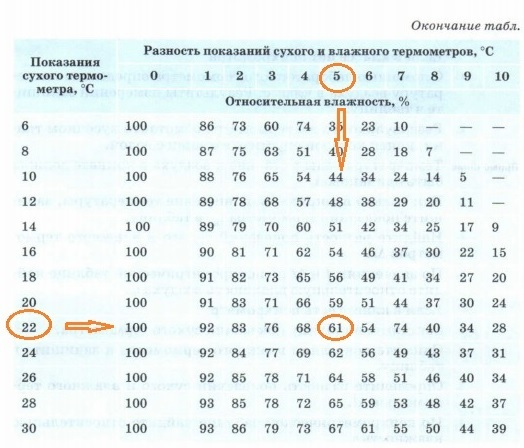 Окончание табл.
Показания сухого термо- метра, °C
Разность показаний сухого и влажного термометров, °C
0 1 2 3 4 5 6 7 8 9 10
Относительная влажность, %
6 100 86 73 60 74 35 23 10 — — —
8 100 87 75 63 51 40 28 18 7 — —
10 100 88 76 65 54 44 34 24 14 5 —
12 100 89 78 68 57 48 38 29 20 11 —
14 1 00 89 79 70 60 51 42 34 25 17 9
16 100 90 81 71 62 54 46 37 30 22 15
18 100 91 82 73 65 56 49 41 34 27 20
20 100 91 83 71 66 59 51 44 37 30 24
22 100 92 83 76 68 61 54 74 40 34 28
24 100 92 84 77 69 62 56 49 43 37 31
26 100 92 85 78 71 64 58 51 46 40 34
28 100 93 85 78 72 65 59 53 48 42 37
30 100 93 86 79 73 67 61 55 50 44 39